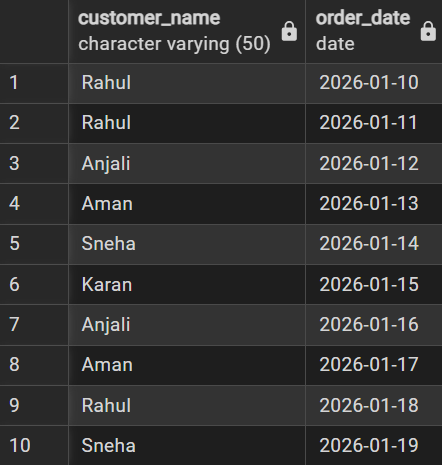 customer_name order_date
character varying (50) date
1 Rahul 2026-01-10
2 Rahul 2026-01-11
3 Anjali 2026-01-12
4 Aman 2026-01-13
5 Sneha 2026-01-14
6 Karan 2026-01-15
7 Anjali 2026-01-16
8 Aman 2026-01-17
9 Rahul 2026-01-18
10 Sneha 2026-01-19